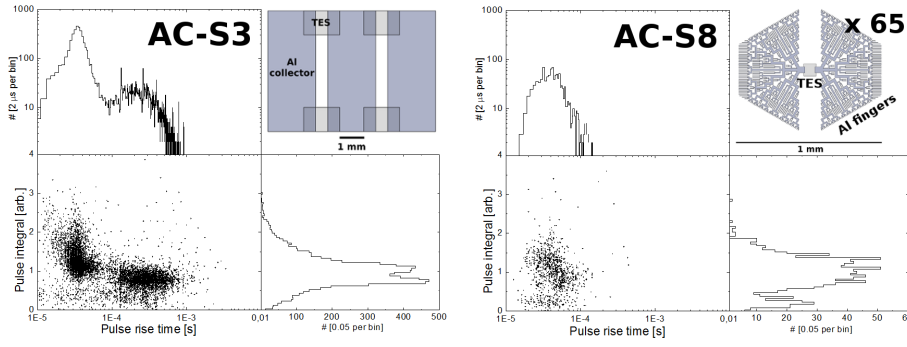 AC-S3
1000
100
10
4
# [2 μs per bin]
TES
Al
collector
1 mm
3
2
1
0
Pulse integral [arb.]
1E-5
1E-4
1E-3
0.01
Pulse rise time [s]
100
200
300
400
500
# [0.05 per bin]
AC-S8
x 65
1000
100
10
4
# [2 μs per bin]
TES
Al fingers
1 mm
3
2
1
0
Pulse integral [arb.]
1E-5
1E-4
1E-3
0.01
Pulse rise time [s]
10
20
30
40
50
60
# [0.05 per bin]